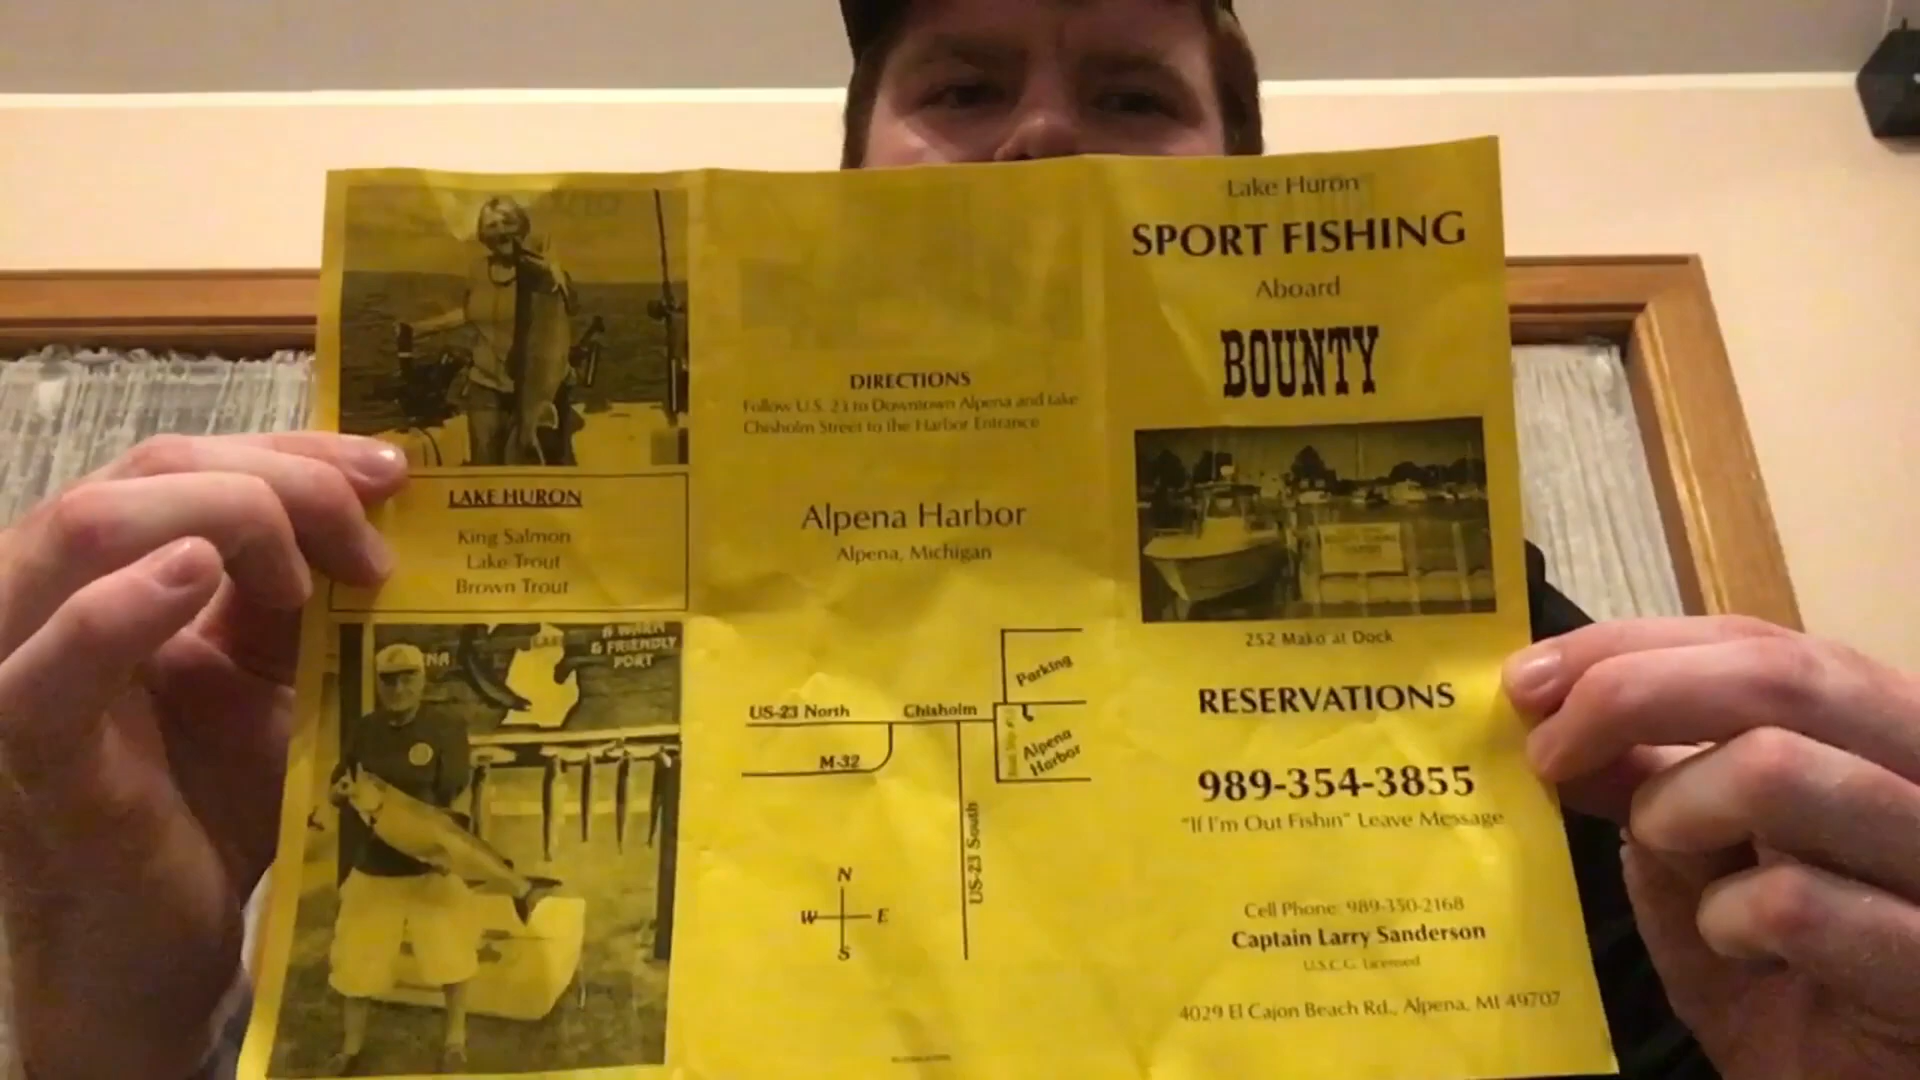 LAKE HURON
King Salmon
Lake Trout
Brown Trout
NA
A WARM
& FRIENDLY
PORT
DIRECTIONS
Follow U.S. 23 to Downtown Alpena and take
Chisholm Street to the Harbor Entrance
Alpena Harbor
Alpena, Michigan
Parking
US-23 North
Chisholm
M-32
Alpena
Harbor
US-23 South
N
W
E
S
Lake Huron
SPORT FISHING
Aboard
BOUNTY
252 Mako at Dock
RESERVATIONS
989-354-3855
"If I'm Out Fishin" Leave Message
Cell Phone: 989-350-2168
Captain Larry Sanderson
U.S.C.G. Licensed
4029 El Cajon Beach Rd., Alpena, MI 49707